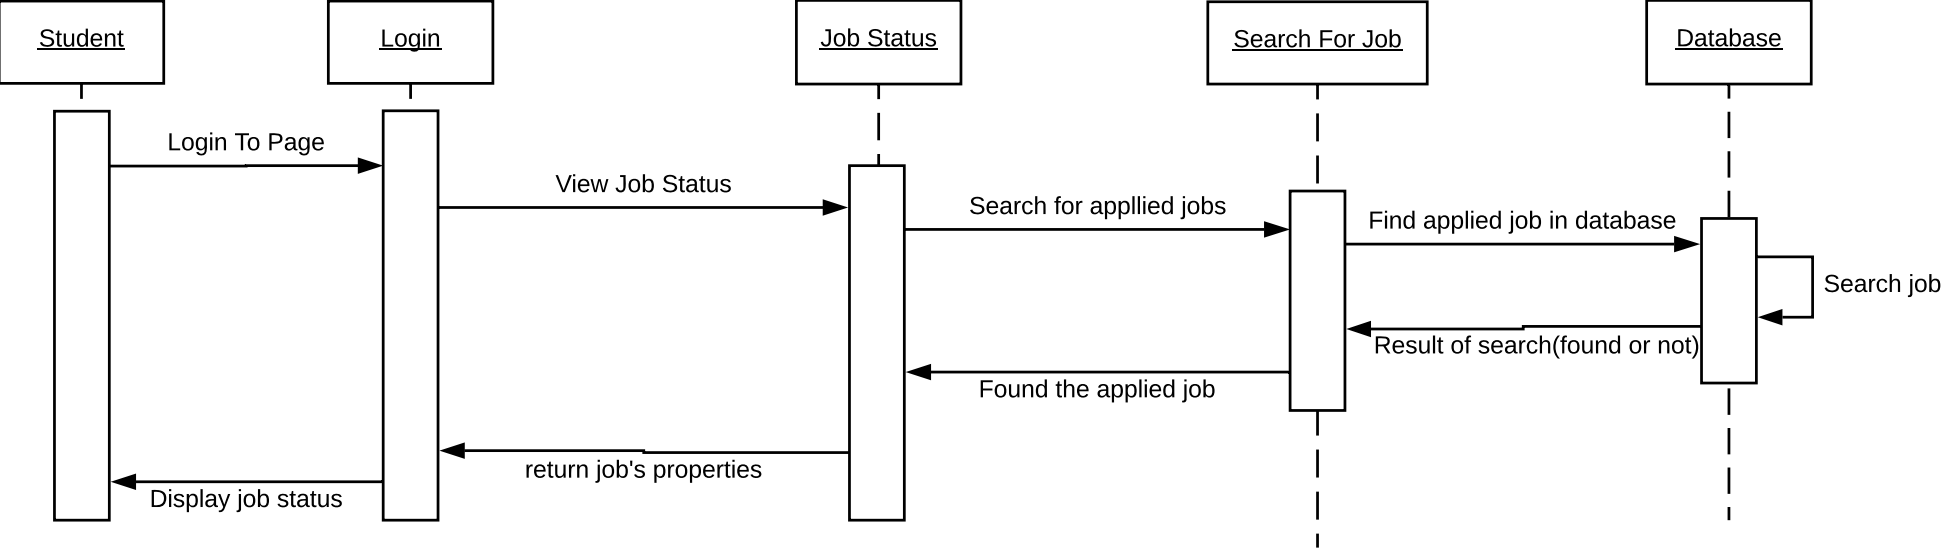 Student
Login
Job Status
Search For Job
Database
Login To Page
View Job Status
Search for appllied jobs
Find applied job in database
Search job
Result of search(found or not)
Found the applied job
return job's properties
Display job status